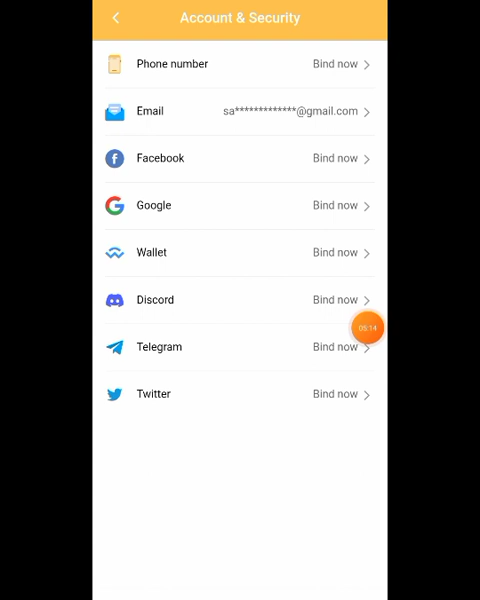 Account & Security
Phone number Bind now
Email sa*************@gmail.com
Facebook Bind now
Google Bind now
Wallet Bind now
Discord Bind now
05:14
Telegram Bind now
Twitter Bind now